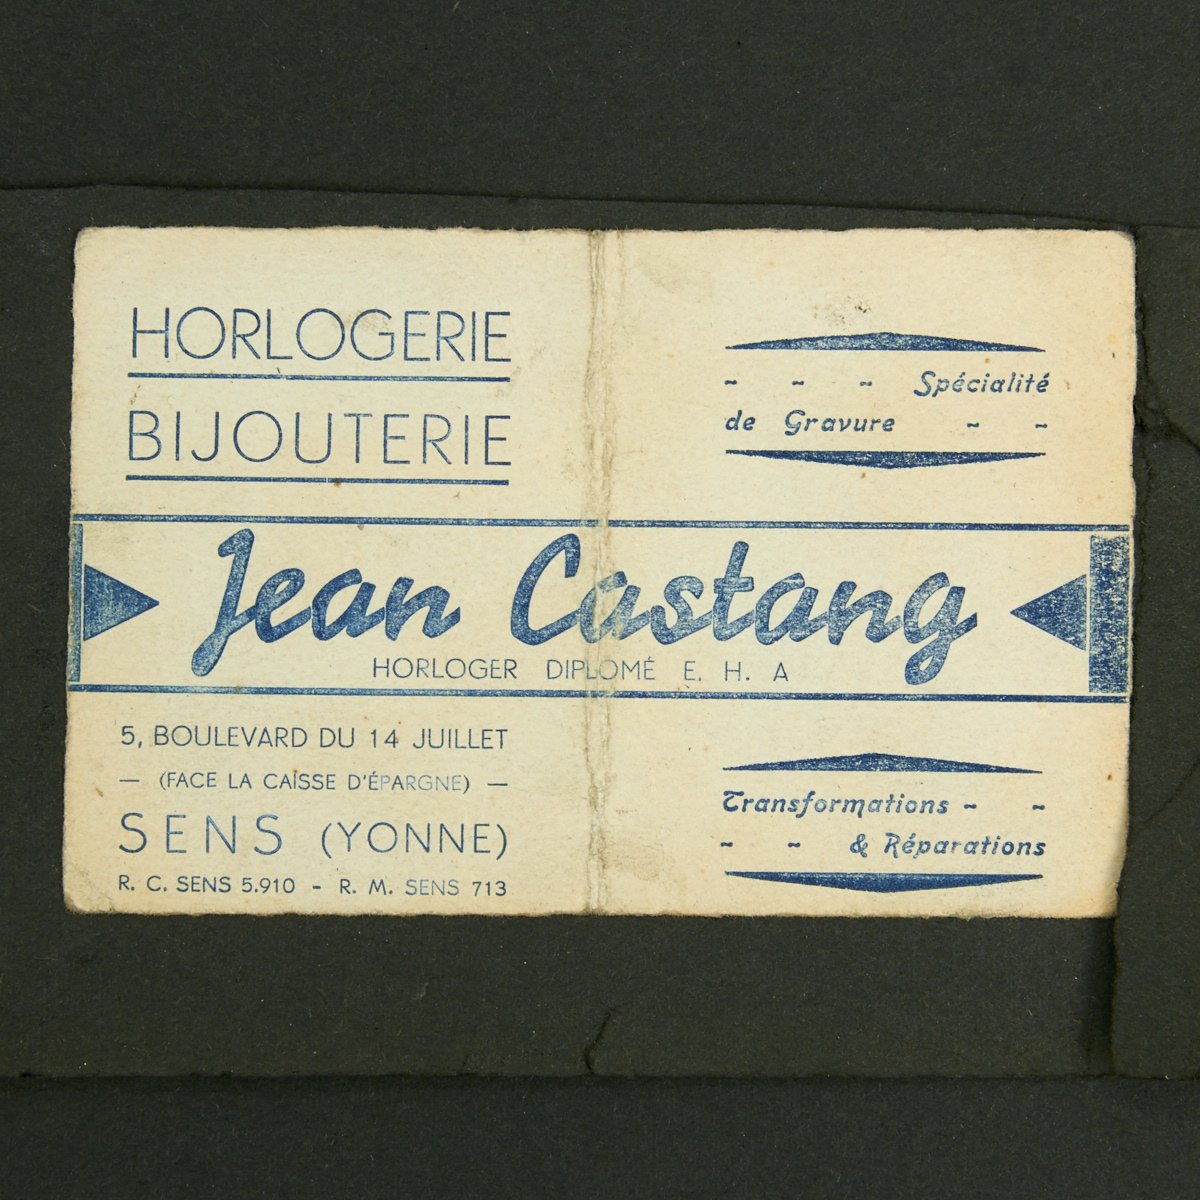 HORLOGERIE
BIJOUTERIE
- - - Spécialité
de Gravure - -
Jean Castang
HORLOGER DIPLOMÉ E. H. A
5, BOULEVARD DU 14 JUILLET
— (FACE LA CAISSE D'ÉPARGNE) —
SENS (YONNE)
R. C. SENS 5.910 - R. M. SENS 713
Transformations - -
- - & Réparations